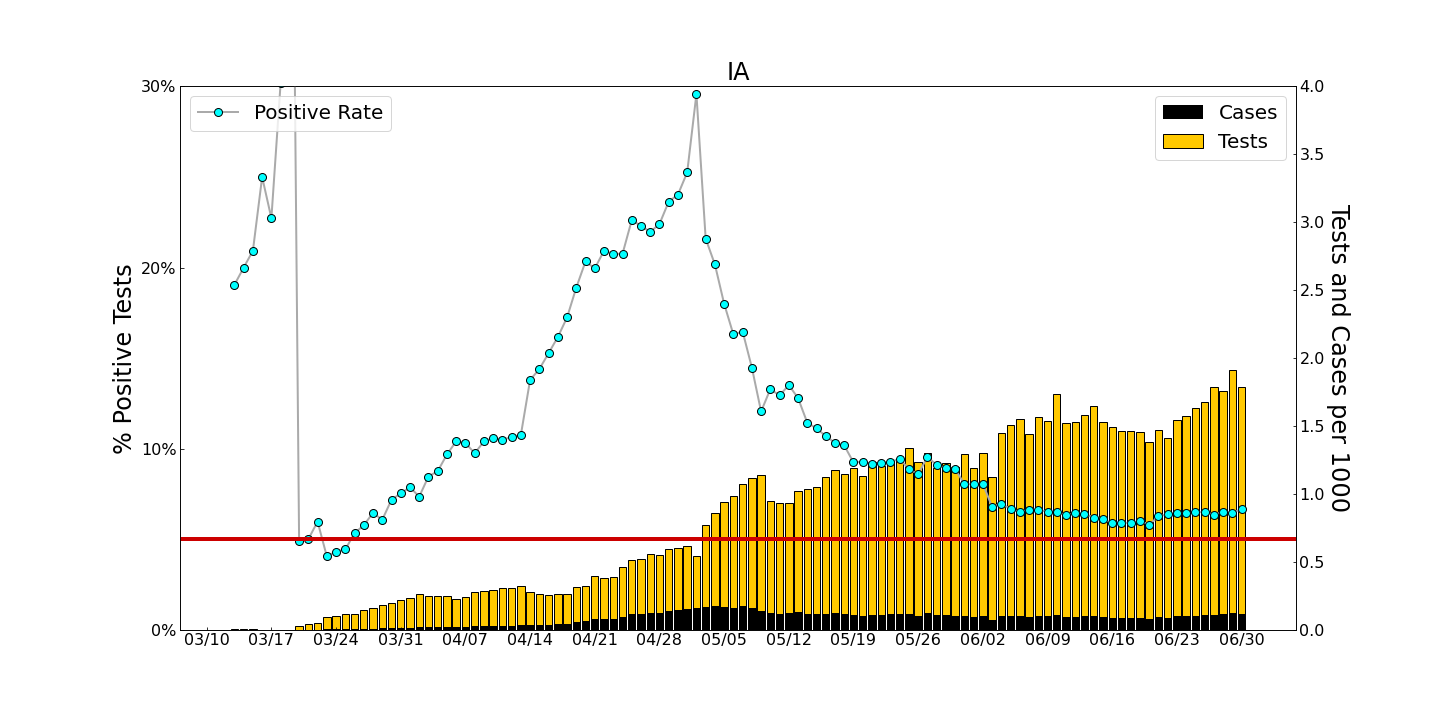 IA
30%
20%
10%
0%
% Positive Tests
Positive Rate
Cases
Tests
4.0
3.5
3.0
2.5
2.0
1.5
1.0
0.5
0.0
Tests and Cases per 1000
03/10 03/17 03/24 03/31 04/07 04/14 04/21 04/28 05/05 05/12 05/19 05/26 06/02 06/09 06/16 06/23 06/30